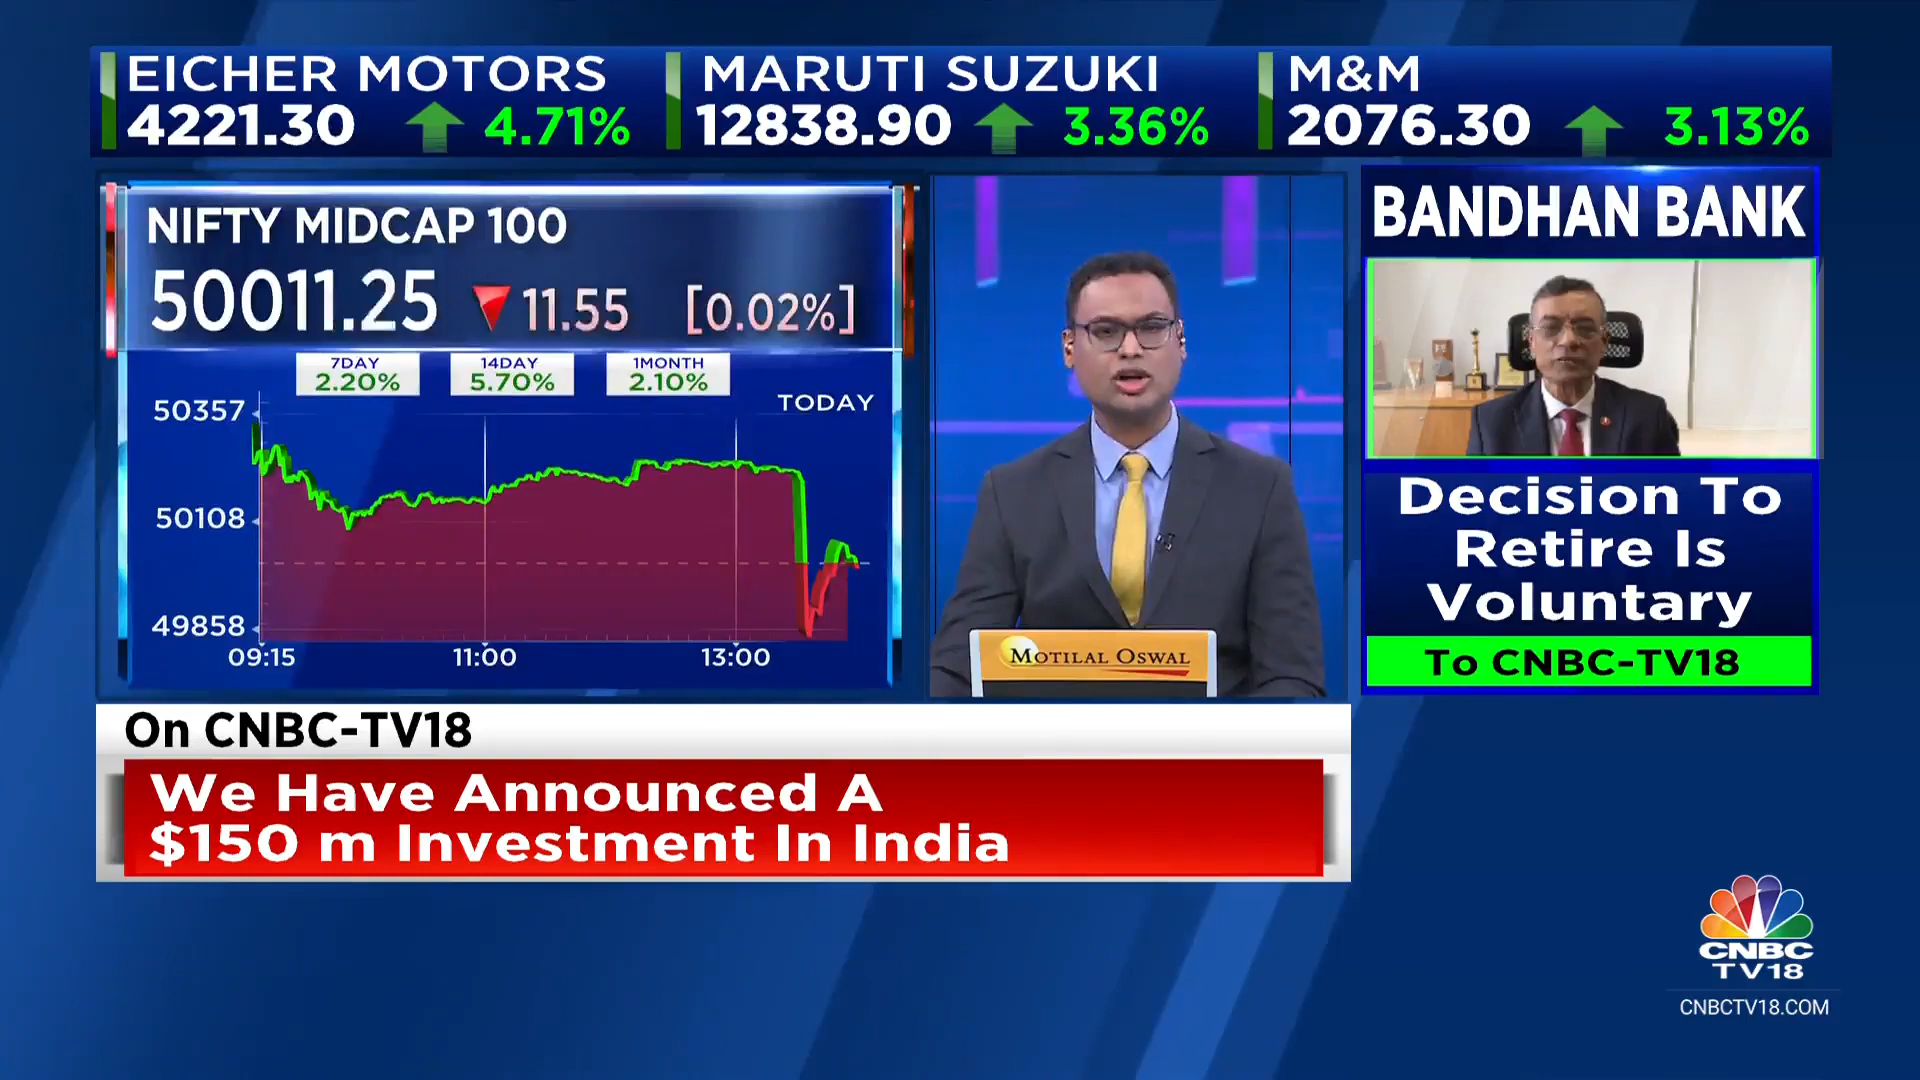 EICHER MOTORS
4221.30 4.71%
MARUTI SUZUKI
12838.90 3.36%
M&M
2076.30 3.13%
NIFTY MIDCAP 100
50011.25 11.55 [0.02%]
7DAY
2.20%
14DAY
5.70%
1MONTH
2.10%
TODAY
50357
50108
49858
09:15 11:00 13:00
MOTILAL OSWAL
BANDHAN BANK
Decision To
Retire Is
Voluntary
To CNBC-TV18
On CNBC-TV18
We Have Announced A
$150 m Investment In India
CNBC
TV18
CNBCTV18.COM